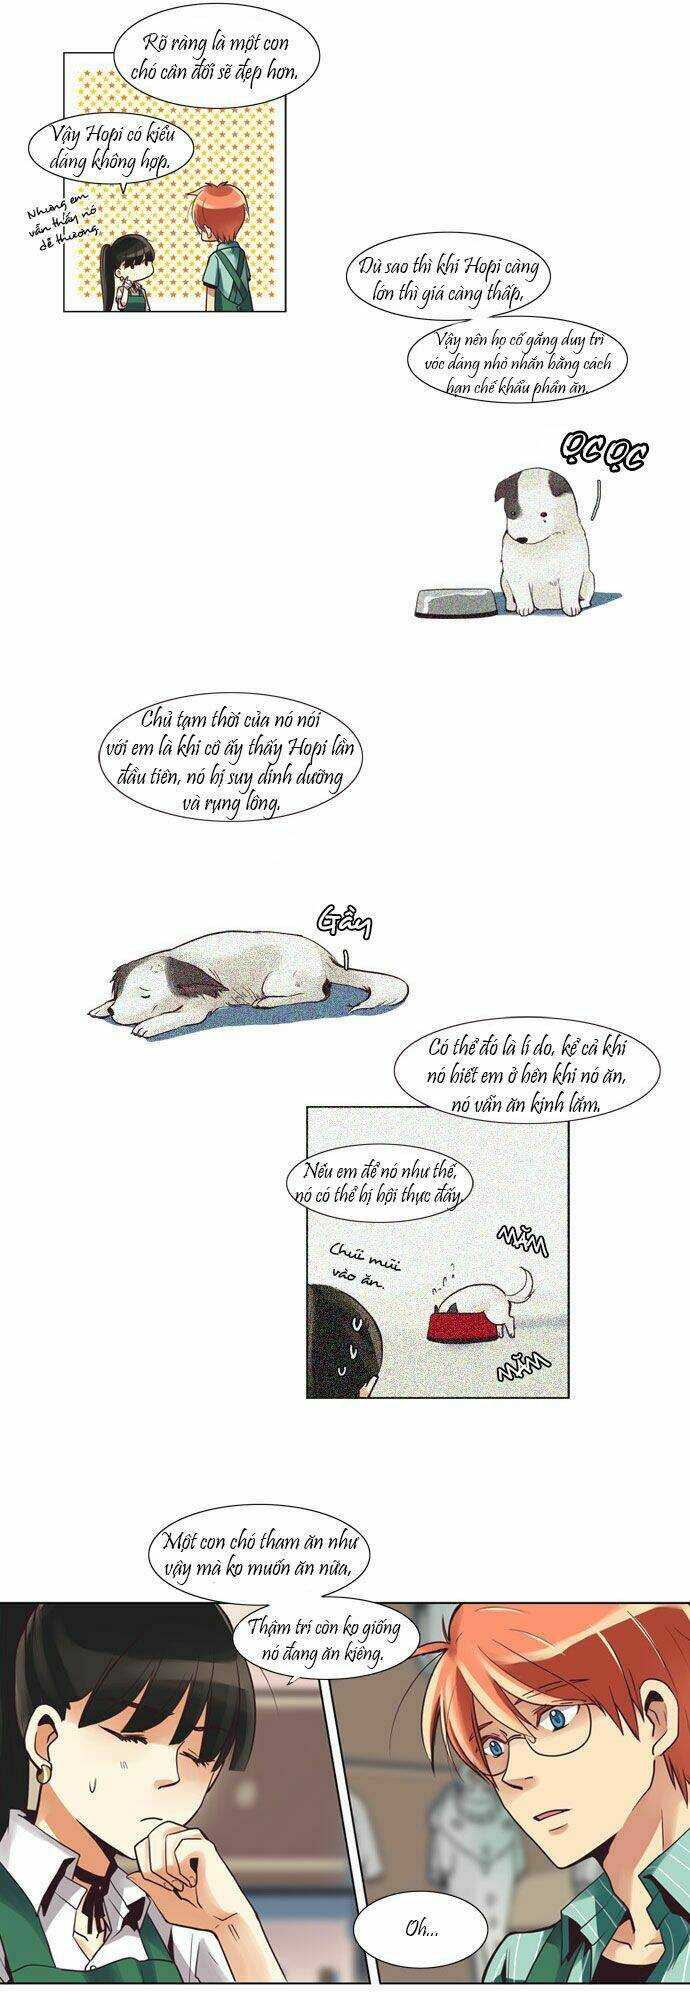 Rõ ràng là một con
chó cân đối sẽ đẹp hơn.
Vậy Hopi có kiểu
dáng không hợp.
Nhưng em
vẫn thấy nó
dễ thương
Dù sao thì khi Hopi càng
lớn thì giá càng thấp,
Vậy nên họ cố gắng duy trì
vóc dáng nhỏ nhắn bằng cách
hạn chế khẩu phần ăn.
ỌC ỌC
Chủ tạm thời của nó nói
với em là khi cô ấy thấy Hopi lần
đầu tiên, nó bị suy dinh dưỡng
và rụng lông.
Gầy
Có thể đó là lí do, kể cả khi
nó biết em ở bên khi nó ăn,
nó vẫn ăn kinh lắm.
Nếu em để nó như thế,
nó có thể bị bội thực đấy.
Chúi mũi
vào ăn.
MĂM
MĂM
Một con chó tham ăn như
vậy mà ko muốn ăn nữa,
Thậm trí còn ko giống
nó đang ăn kiêng.
Oh...